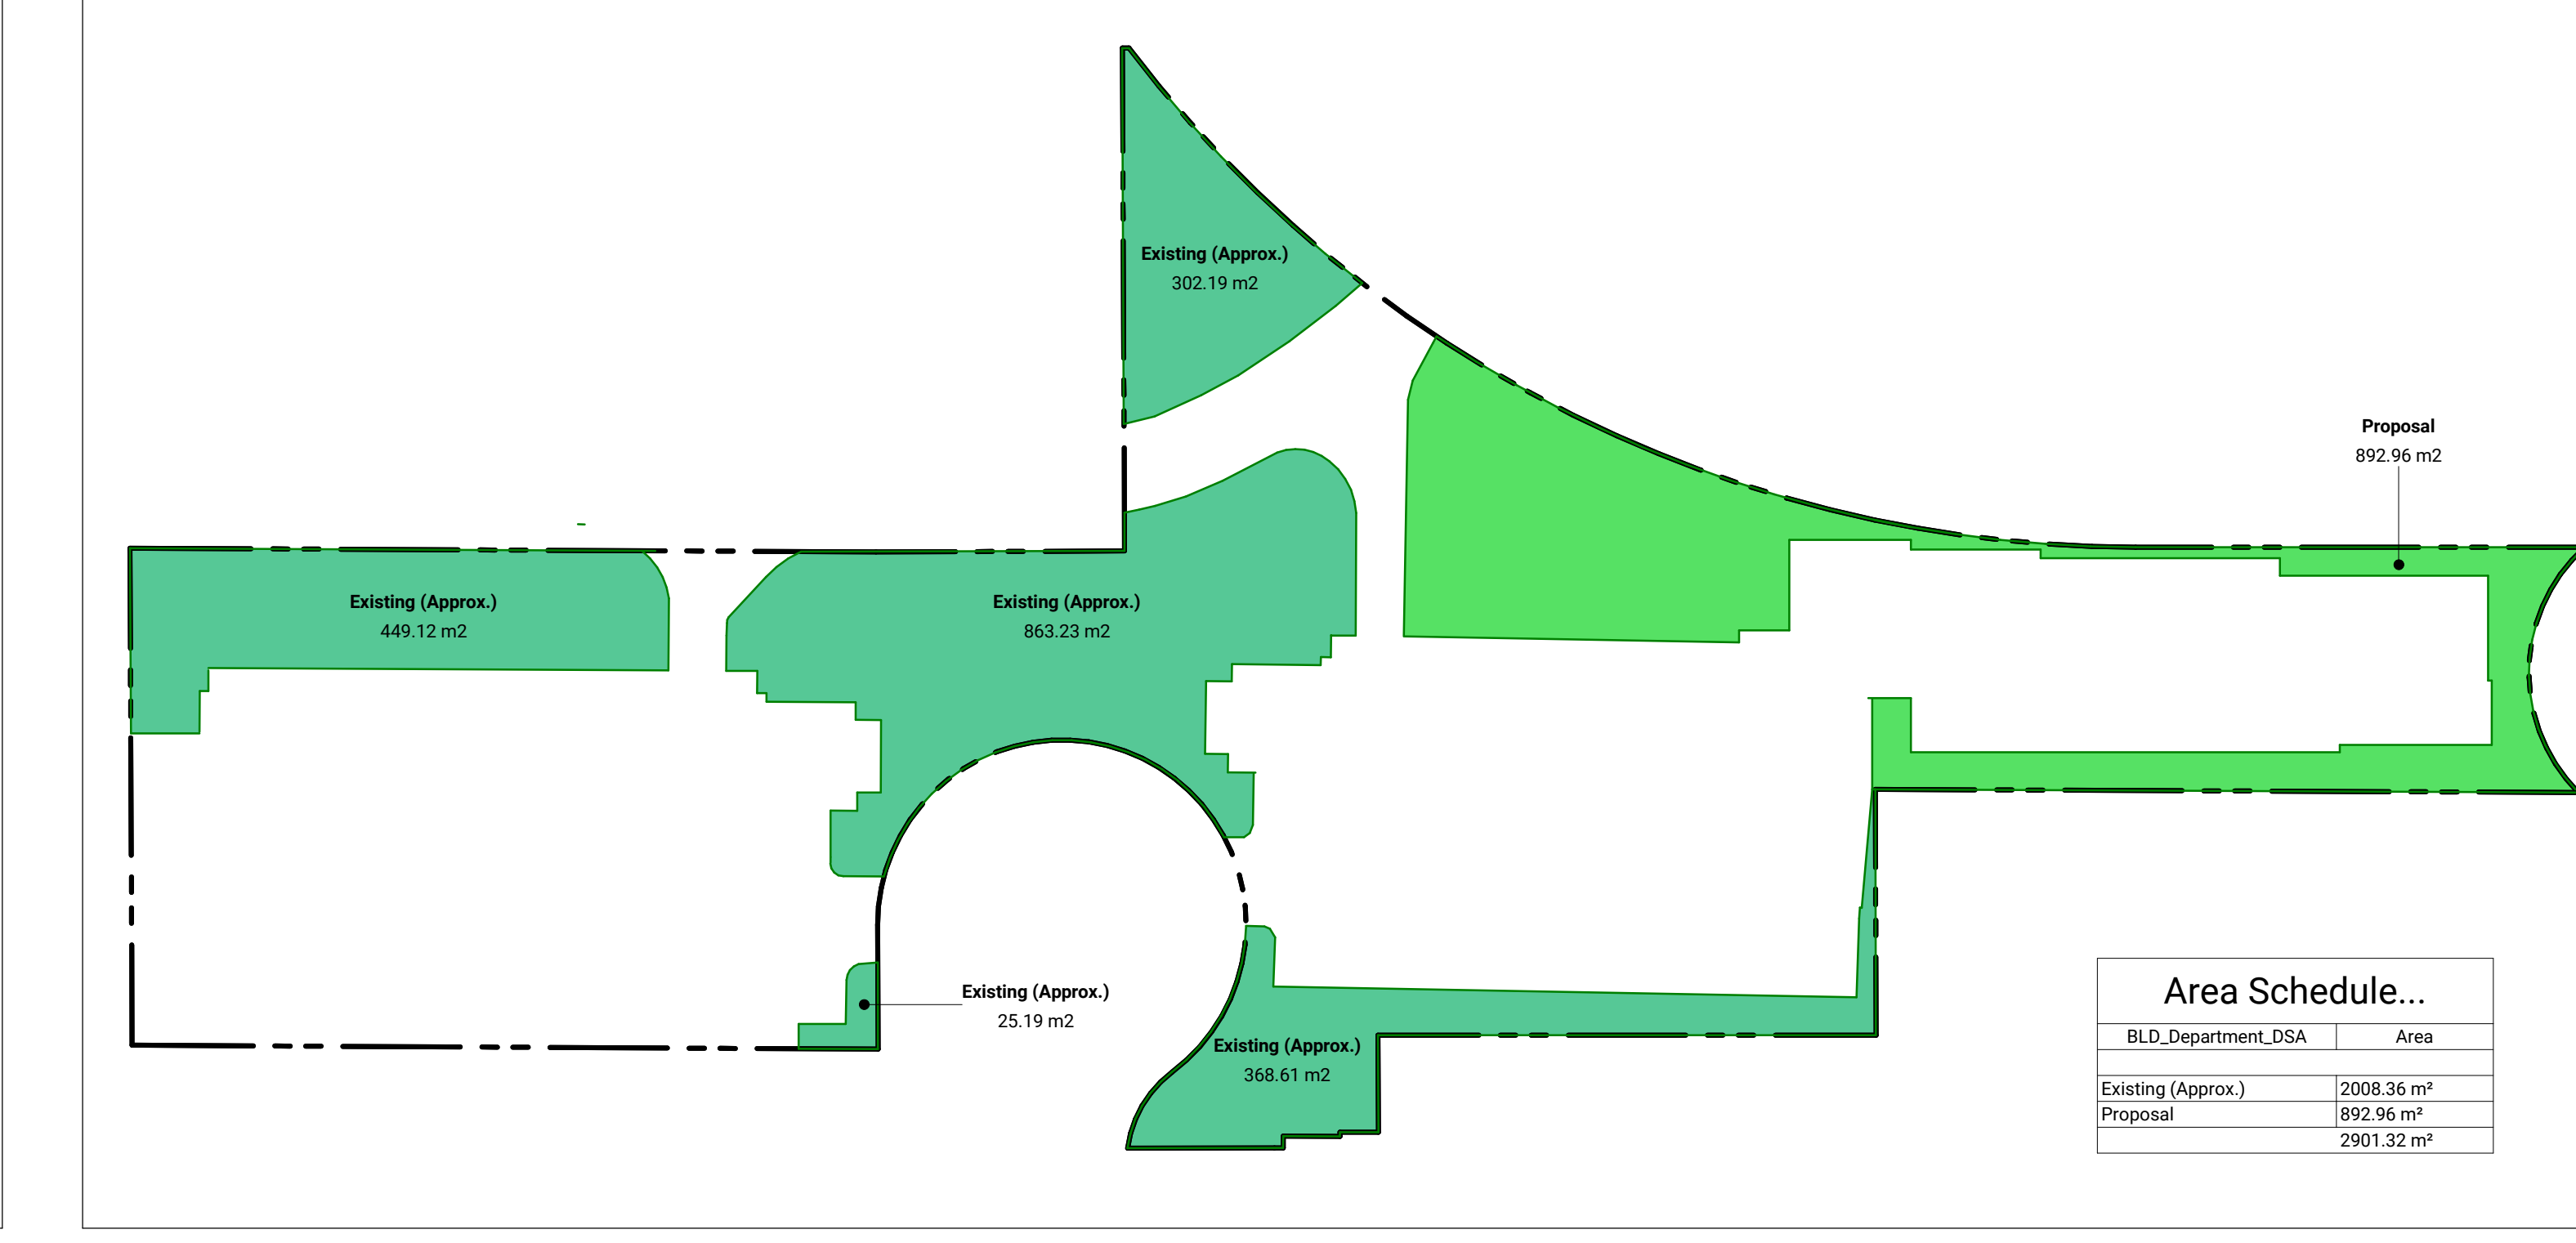 Existing (Approx.)
302.19 m2
Proposal
892.96 m2
Existing (Approx.)
449.12 m2
Existing (Approx.)
863.23 m2
Existing (Approx.)
25.19 m2
Existing (Approx.)
368.61 m2
Area Schedule...
BLD_Department_DSA Area
Existing (Approx.) 2008.36 m²
Proposal 892.96 m²
2901.32 m²